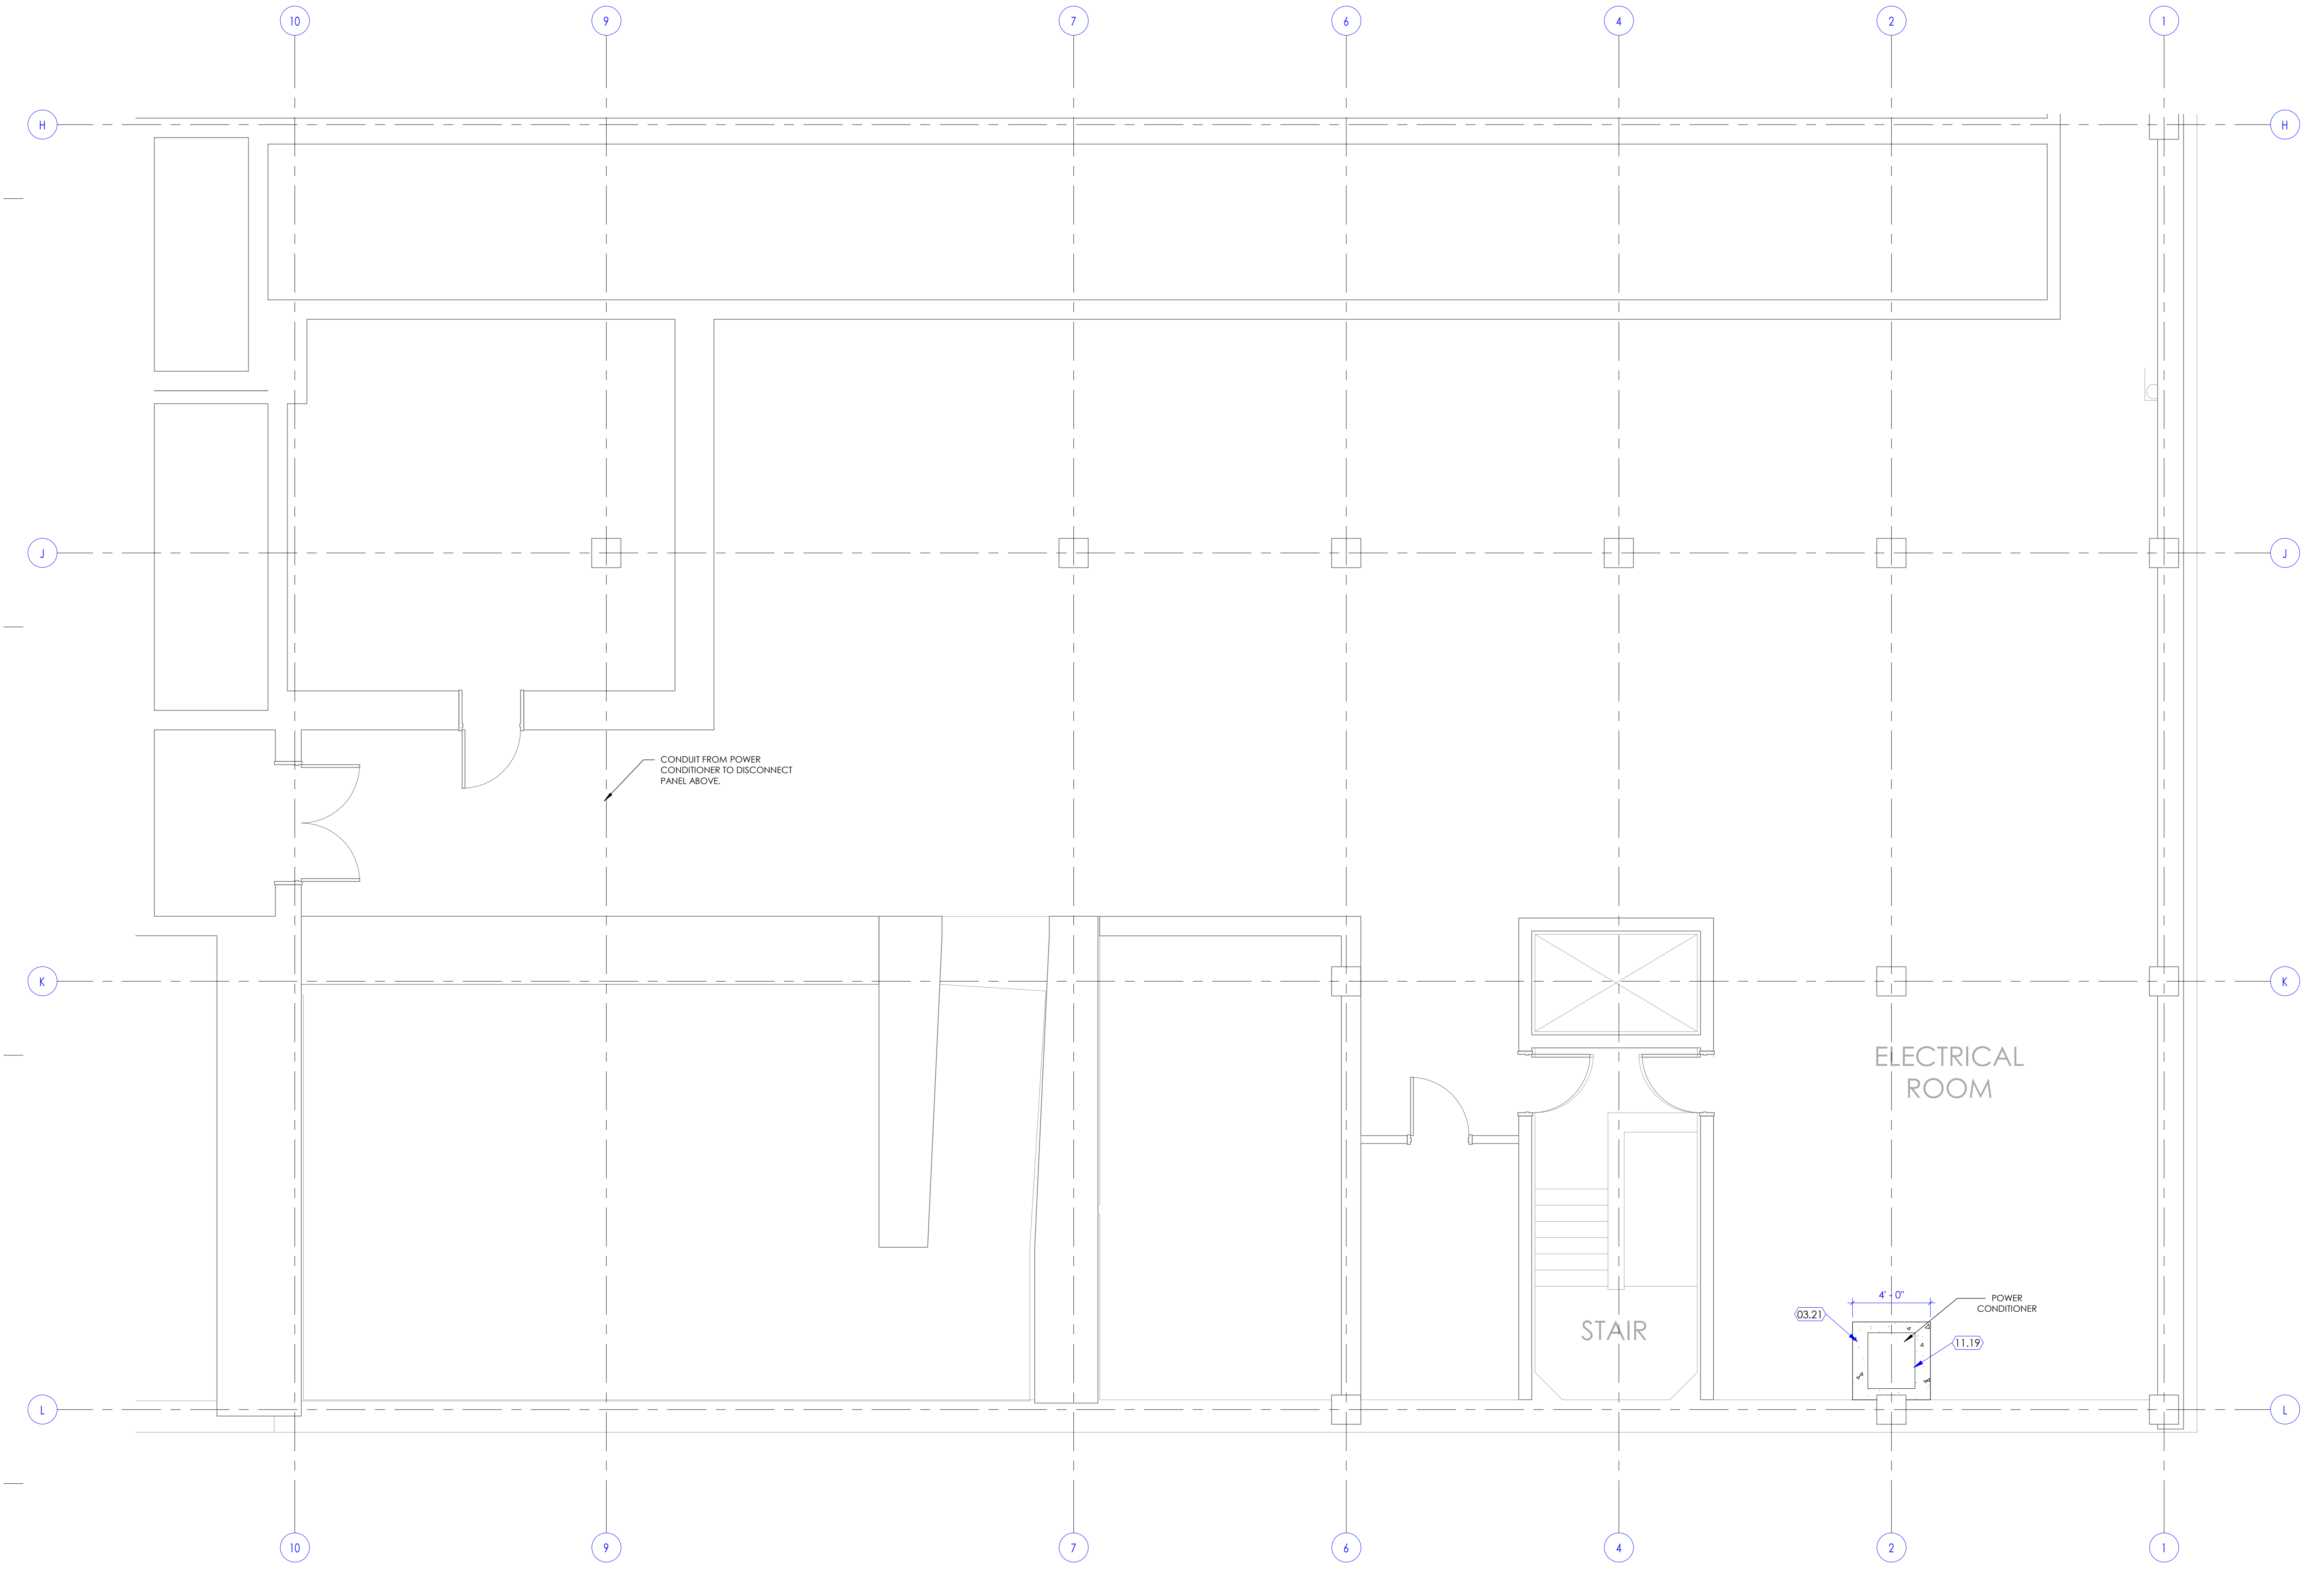 10 9 7 6 4 2 1
H H
J J
CONDUIT FROM POWER
CONDITIONER TO DISCONNECT
PANEL ABOVE.
K K
ELECTRICAL
ROOM
4' - 0"
POWER
CONDITIONER
03.21
11.19
STAIR
L L
10 9 7 6 4 2 1